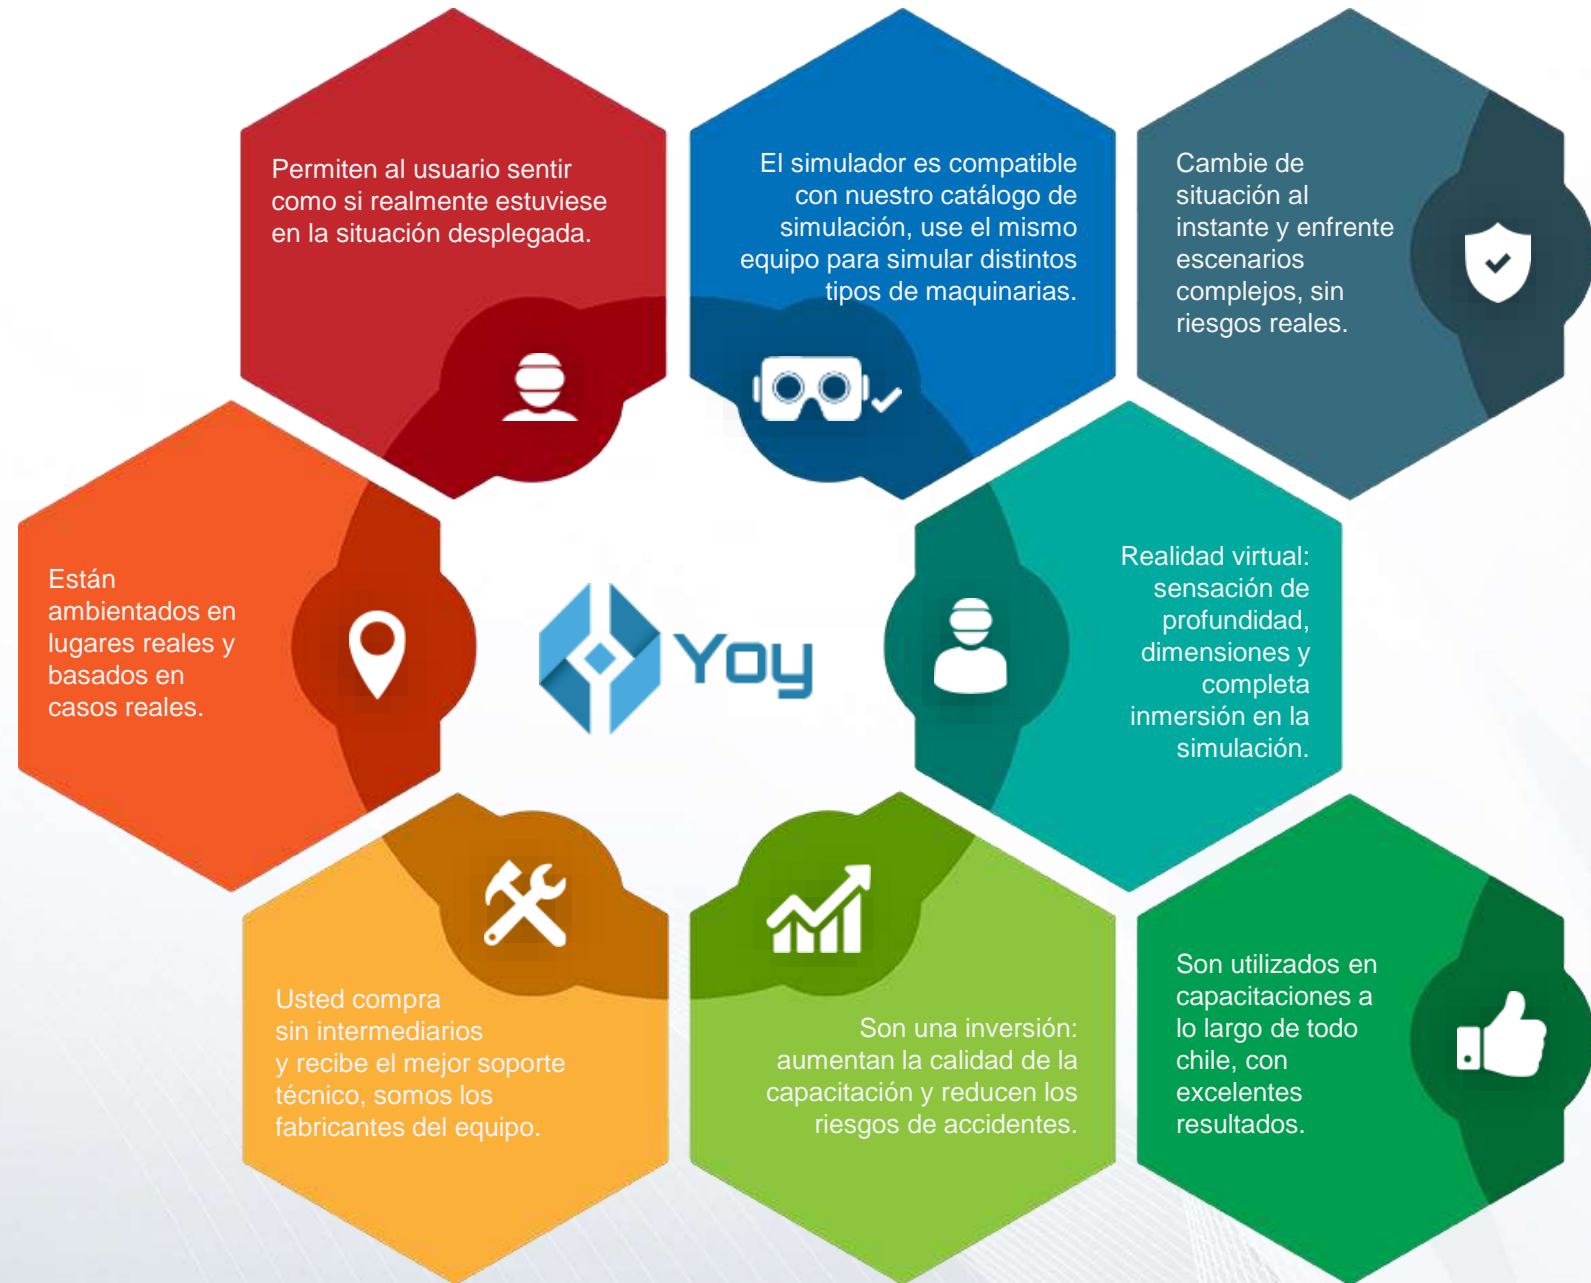 Permiten al usuario sentir
como si realmente estuviese
en la situación desplegada.
El simulador es compatible
con nuestro catálogo de
simulación, use el mismo
equipo para simular distintos
tipos de maquinarias.
Cambie de
situación al
instante y enfrente
escenarios
complejos, sin
riesgos reales.
Están
ambientados en
lugares reales y
basados en
casos reales.
Yoy
Realidad virtual:
sensación de
profundidad,
dimensiones y
completa
inmersión en la
simulación.
Usted compra
sin intermediarios
y recibe el mejor soporte
técnico, somos los
fabricantes del equipo.
Son una inversión:
aumentan la calidad de la
capacitación y reducen los
riesgos de accidentes.
Son utilizados en
capacitaciones a
lo largo de todo
chile, con
excelentes
resultados.